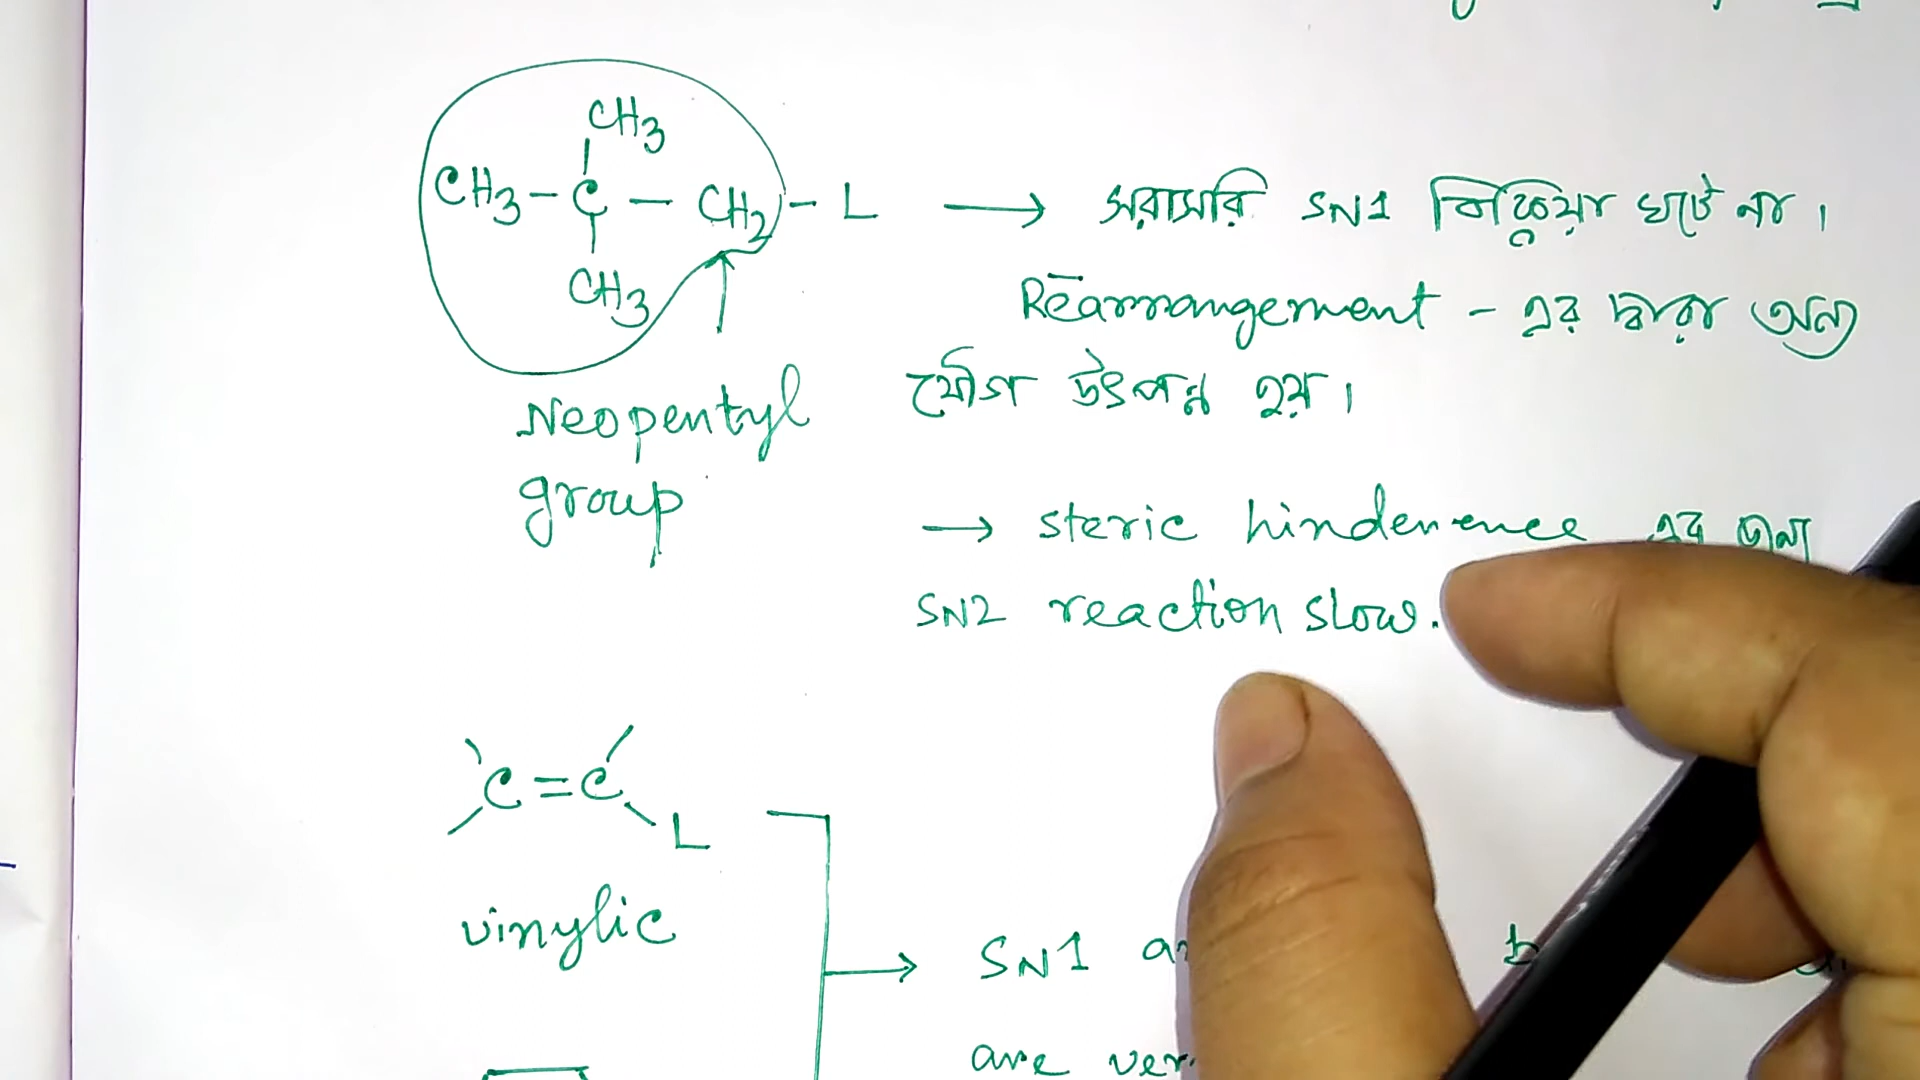 CH3
CH3 - C - CH2 - L → সরাসরি SN1 বিক্রিয়া ঘটে না।
CH3
Rearrangement - এর দ্বারা অন্য
যৌগ উৎপন্ন হয়।
Neopentyl
group
→ steric hinderence এর জন্য
SN2 reaction slow.
C = C
L
vinylic
→ SN1
are